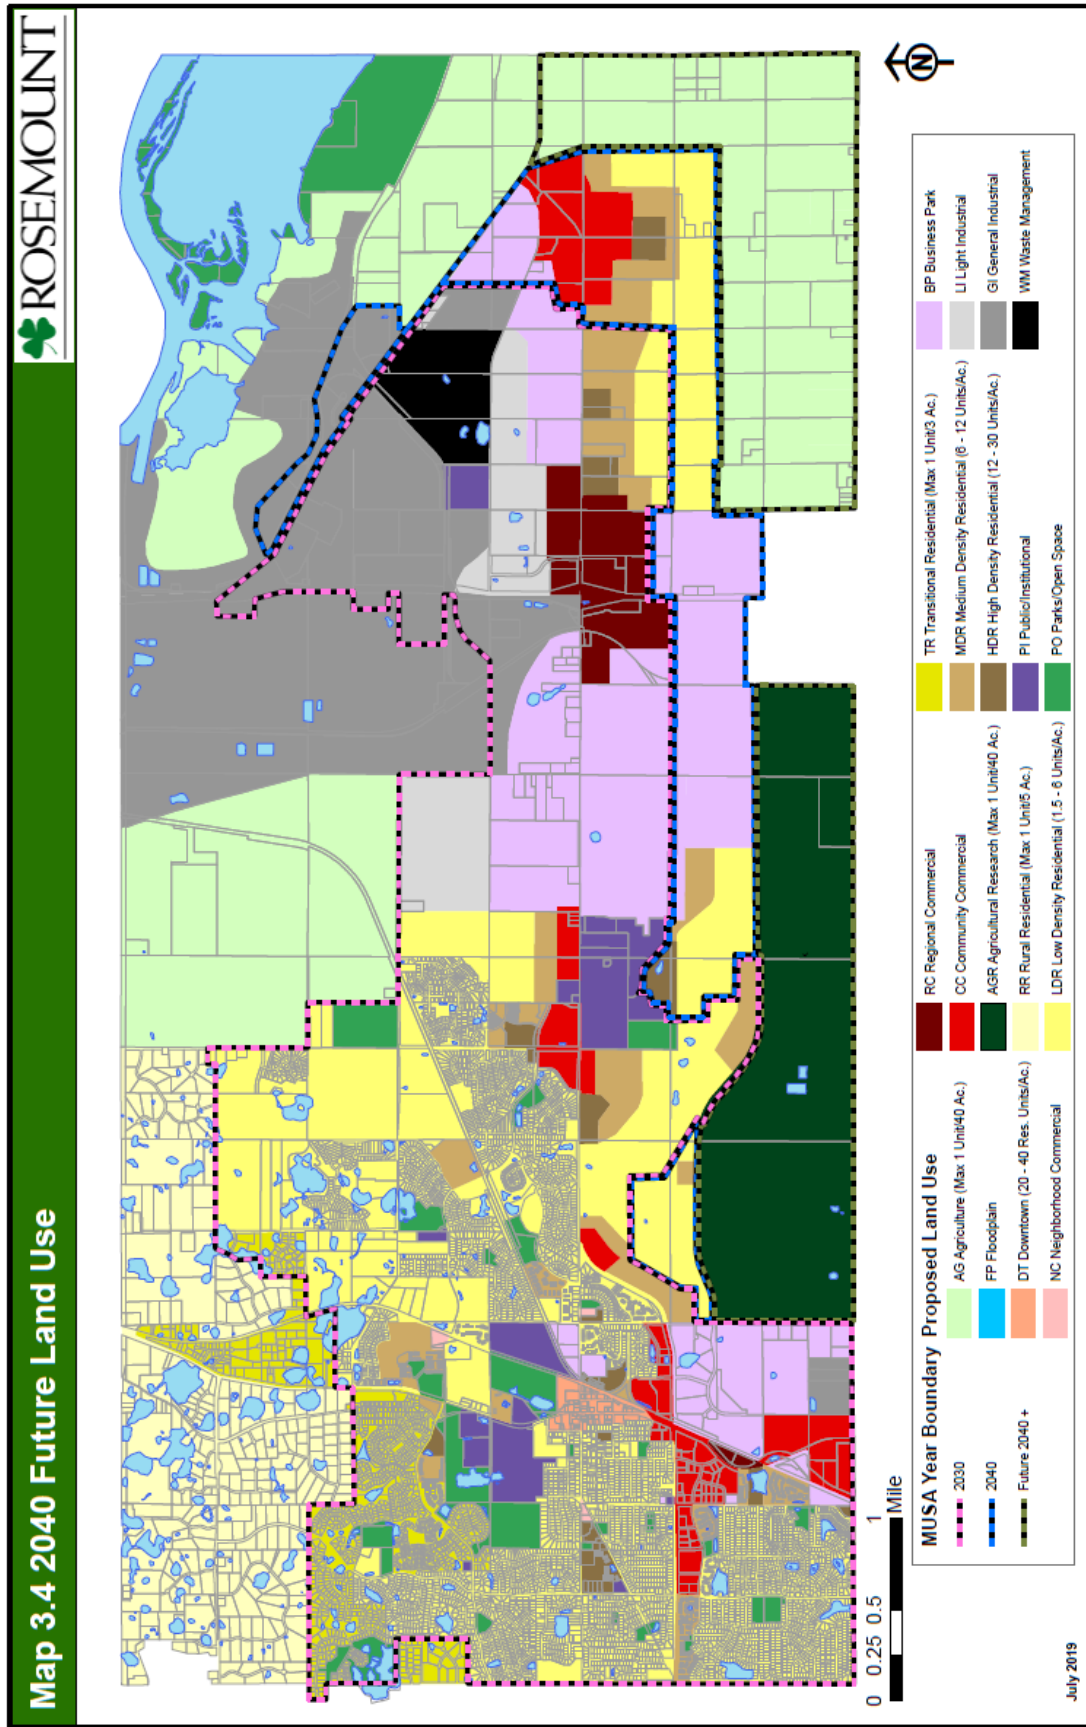 Map 3.4 2040 Future Land Use
ROSEMOUNT
N
0 0.25 0.5 1
Mile
MUSA Year Boundary
2030
2040
Future 2040 +
Proposed Land Use
AG Agriculture (Max 1 Unit/40 Ac.)
FP Floodplain
DT Downtown (20 - 40 Res. Units/Ac.)
NC Neighborhood Commercial
RC Regional Commercial
CC Community Commercial
AGR Agricultural Research (Max 1 Unit/40 Ac.)
RR Rural Residential (Max 1 Unit/5 Ac.)
LDR Low Density Residential (1.5 - 6 Units/Ac.)
TR Transitional Residential (Max 1 Unit/3 Ac.)
MDR Medium Density Residential (6 - 12 Units/Ac.)
HDR High Density Residential (12 - 30 Units/Ac.)
PI Public/Institutional
PO Parks/Open Space
BP Business Park
LI Light Industrial
GI General Industrial
WM Waste Management
July 2019